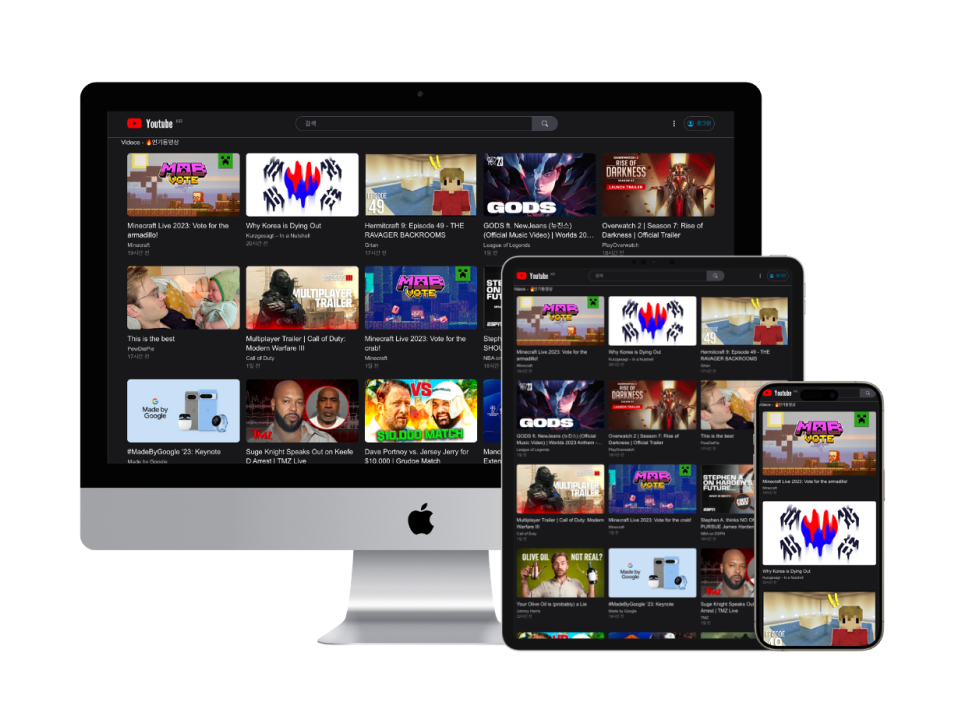 Youtube KR
검색
로그인
Videos - 🔥인기동영상
MOB
VOTE
EPISODE
49
GODS
OVERWATCH 2
RISE OF
DARKNESS
LAUNCH TRAILER
Minecraft Live 2023: Vote for the
armadillo!
Minecraft
19시간 전
Why Korea is Dying Out
Kurzgesagt – In a Nutshell
20시간 전
Hermitcraft 9: Episode 49 - THE
RAVAGER BACKROOMS
Grian
17시간 전
GODS ft. NewJeans (뉴진스)
(Official Music Video) | Worlds 20…
League of Legends
1일 전
Overwatch 2 | Season 7: Rise of
Darkness | Official Trailer
PlayOverwatch
18시간 전
MULTIPLAYER
TRAILER
MOB
VOTE
This is the best
PewDiePie
17시간 전
Multiplayer Trailer | Call of Duty:
Modern Warfare III
Call of Duty
1일 전
Minecraft Live 2023: Vote for the
crab!
Minecraft
1일 전
Made by
Google
TMZ
VS
$10,000 MATCH
#MadeByGoogle '23: Keynote
Made by Google
Suge Knight Speaks Out on Keefe
D Arrest | TMZ Live
Dave Portnoy vs. Jersey Jerry for
$10,000 | Grudge Match
Youtube
검색
Videos - 🔥인기동영상
MOB
VOTE
49
Minecraft Live 2023: Vote for the
armadillo!
Minecraft
Why Korea is Dying Out
Kurzgesagt – In a Nutshell
Hermitcraft 9: Episode 49 - THE
RAVAGER BACKROOMS
Grian
GODS
RISE OF
DARKNESS
LAUNCH TRAILER
GODS ft. NewJeans (뉴진스) (Official
Music Video) | Worlds 2023 Anthem -
League of Legends
Overwatch 2 | Season 7: Rise of
Darkness | Official Trailer
PlayOverwatch
This is the best
PewDiePie
MULTIPLAYER
TRAILER
MOB
VOTE
STEPHEN A
ON HARDEN'S
FUTURE
ESPN
Multiplayer Trailer | Call of Duty: Modern
Warfare III
Call of Duty
1일 전
Minecraft Live 2023: Vote for the crab!
Minecraft
1일 전
Stephen A. thinks NO O
PURSUE James Harden
NBA on ESPN
1일 전
OLIVE OIL
NOT REAL?
Made by
Google
Your Olive Oil is (probably) a Lie
Johnny Harris
#MadeByGoogle '23: Keynote
Made by Google
Suge Knight Speaks Out
Arrest | TMZ Live
TMZ
Youtube
Videos - 🔥인기동영상
MOB
VOTE
Minecraft Live 2023: Vote for the armadillo!
Minecraft
Why Korea is Dying Out
Kurzgesagt – In a Nutshell
EPISODE